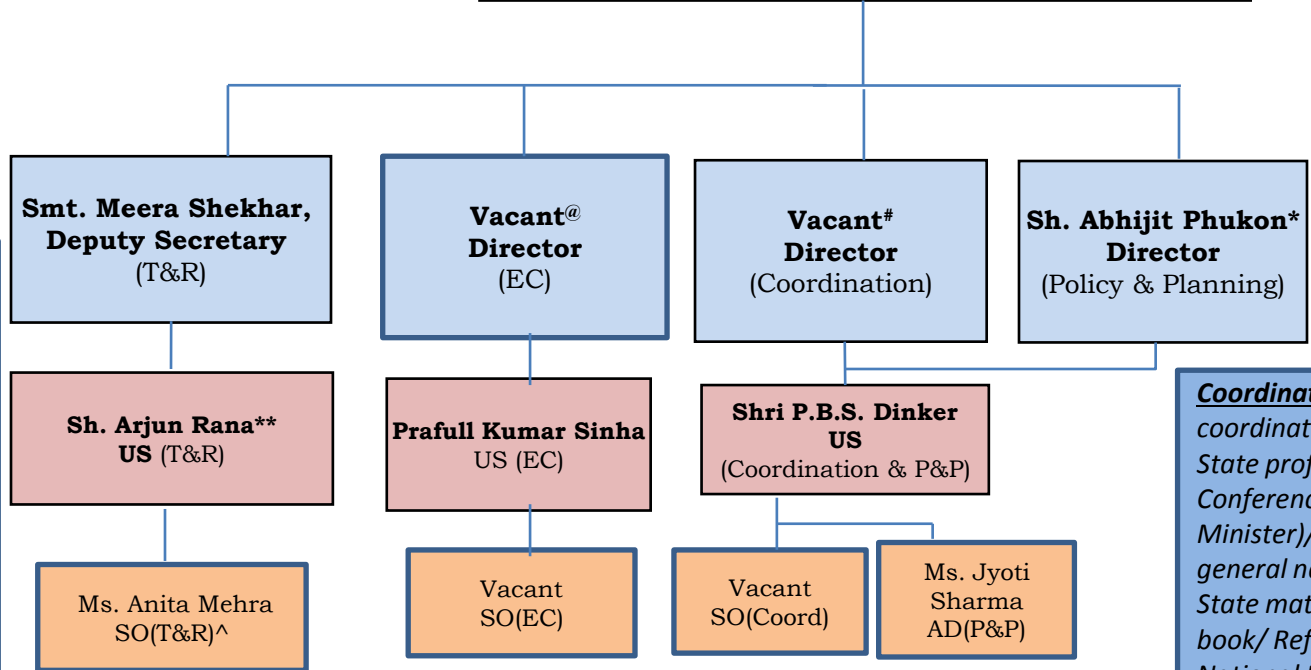 Smt. Meera Shekhar,
Deputy Secretary
(T&R)
Vacant@
Director
(EC)
Vacant#
Director
(Coordination)
Sh. Abhijit Phukon*
Director
(Policy & Planning)
Sh. Arjun Rana**
US (T&R)
Prafull Kumar Sinha
US (EC)
Shri P.B.S. Dinker
US
(Coordination & P&P)
Ms. Anita Mehra
SO(T&R)^
Vacant
SO(EC)
Vacant
SO(Coord)
Ms. Jyoti
Sharma
AD(P&P)
Coordinat
coordinat
State prof
Conferenc
Minister)/
general n
State mat
book/ Ref